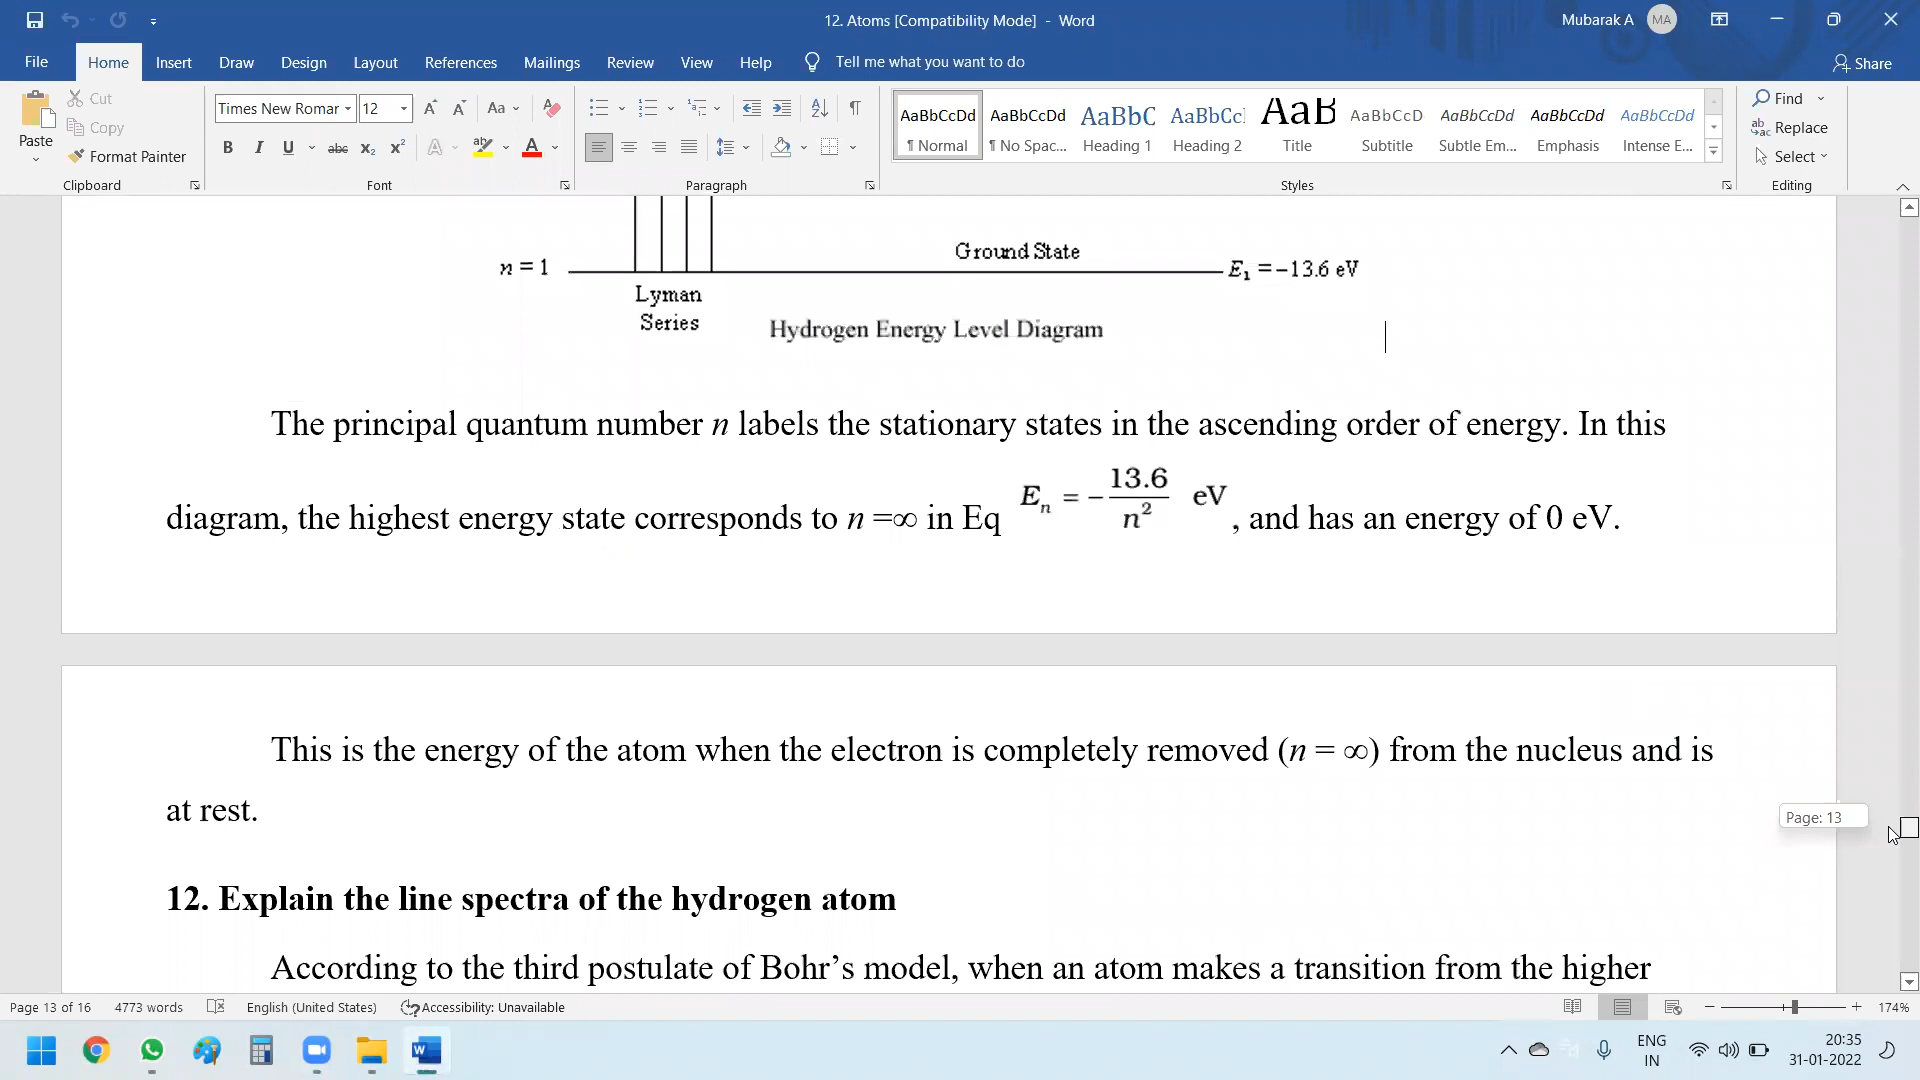 12. Atoms [Compatibility Mode] - Word
Mubarak A
MA
File
Home
Insert
Draw
Design
Layout
References
Mailings
Review
View
Help
Tell me what you want to do
Share
Paste
Cut
Copy
Format Painter
Clipboard
Times New Romar
12
Font
Paragraph
AaBbCcDd
¶ Normal
AaBbCcDd
¶ No Spac...
AaBbC
Heading 1
AaBbCc
Heading 2
AaB
Title
AaBbCcD
Subtitle
AaBbCcDd
Subtle Em...
AaBbCcDd
Emphasis
AaBbCcDd
Intense E...
Styles
Find
Replace
Select
Editing
n = 1
Ground State
E₁ = −13.6 eV
Lyman
Series
Hydrogen Energy Level Diagram
The principal quantum number n labels the stationary states in the ascending order of energy. In this
diagram, the highest energy state corresponds to n =∞ in Eq Eₙ = − 13.6/n² eV , and has an energy of 0 eV.
This is the energy of the atom when the electron is completely removed (n = ∞) from the nucleus and is
at rest.
Page: 13
12. Explain the line spectra of the hydrogen atom
According to the third postulate of Bohr’s model, when an atom makes a transition from the higher
Page 13 of 16
4773 words
English (United States)
Accessibility: Unavailable
174%
ENG
IN
20:35
31-01-2022